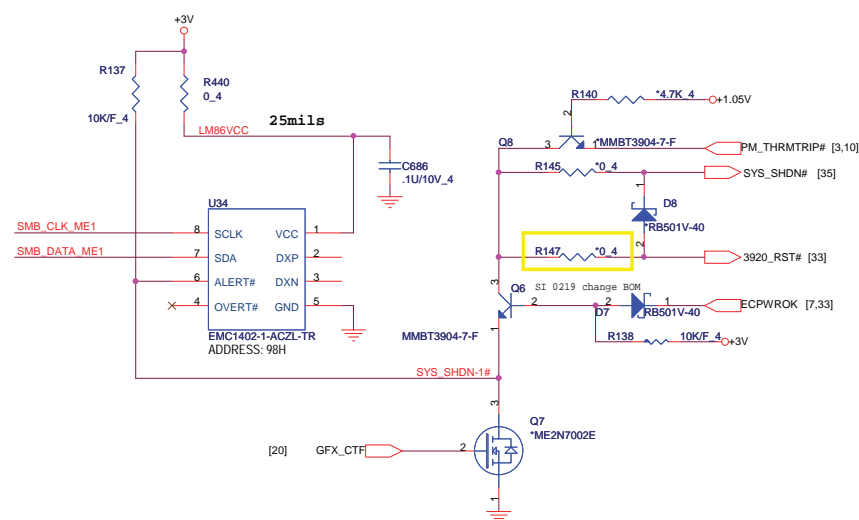 +3V
R137
10K/F_4
R440
0_4
LM86VCC
25mils
C686
.1U/10V_4
U34
SMB_CLK_ME1
8
SCLK
VCC
1
SMB_DATA_ME1
7
SDA
DXP
2
6
ALERT#
DXN
3
4
OVERT#
GND
5
EMC1402-1-ACZL-TR
ADDRESS: 98H
R140
*4.7K_4
+1.05V
2
Q8
3
1
*MMBT3904-7-F
PM_THRMTRIP# [3,10]
R145
*0_4
SYS_SHDN# [35]
1
D8
*RB501V-40
2
R147
*0_4
3920_RST# [33]
3
Q6
SI 0219 change BOM
2
D7
2
1
RB501V-40
ECPWROK [7,33]
MMBT3904-7-F
1
R138
10K/F_4
+3V
SYS_SHDN-1#
3
Q7
*ME2N7002E
[20]
GFX_CTF
2
1